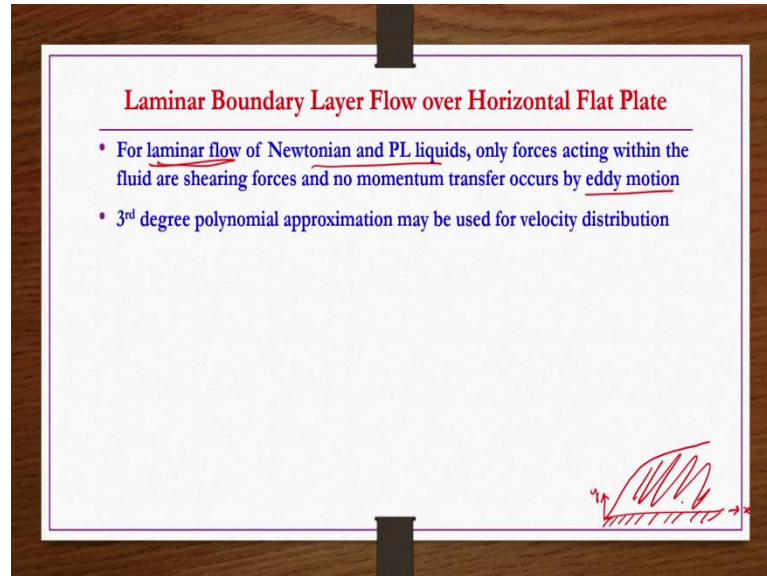 Laminar Boundary Layer Flow over Horizontal Flat Plate
• For laminar flow of Newtonian and PL liquids, only forces acting within the
fluid are shearing forces and no momentum transfer occurs by eddy motion
• 3rd degree polynomial approximation may be used for velocity distribution
y
x